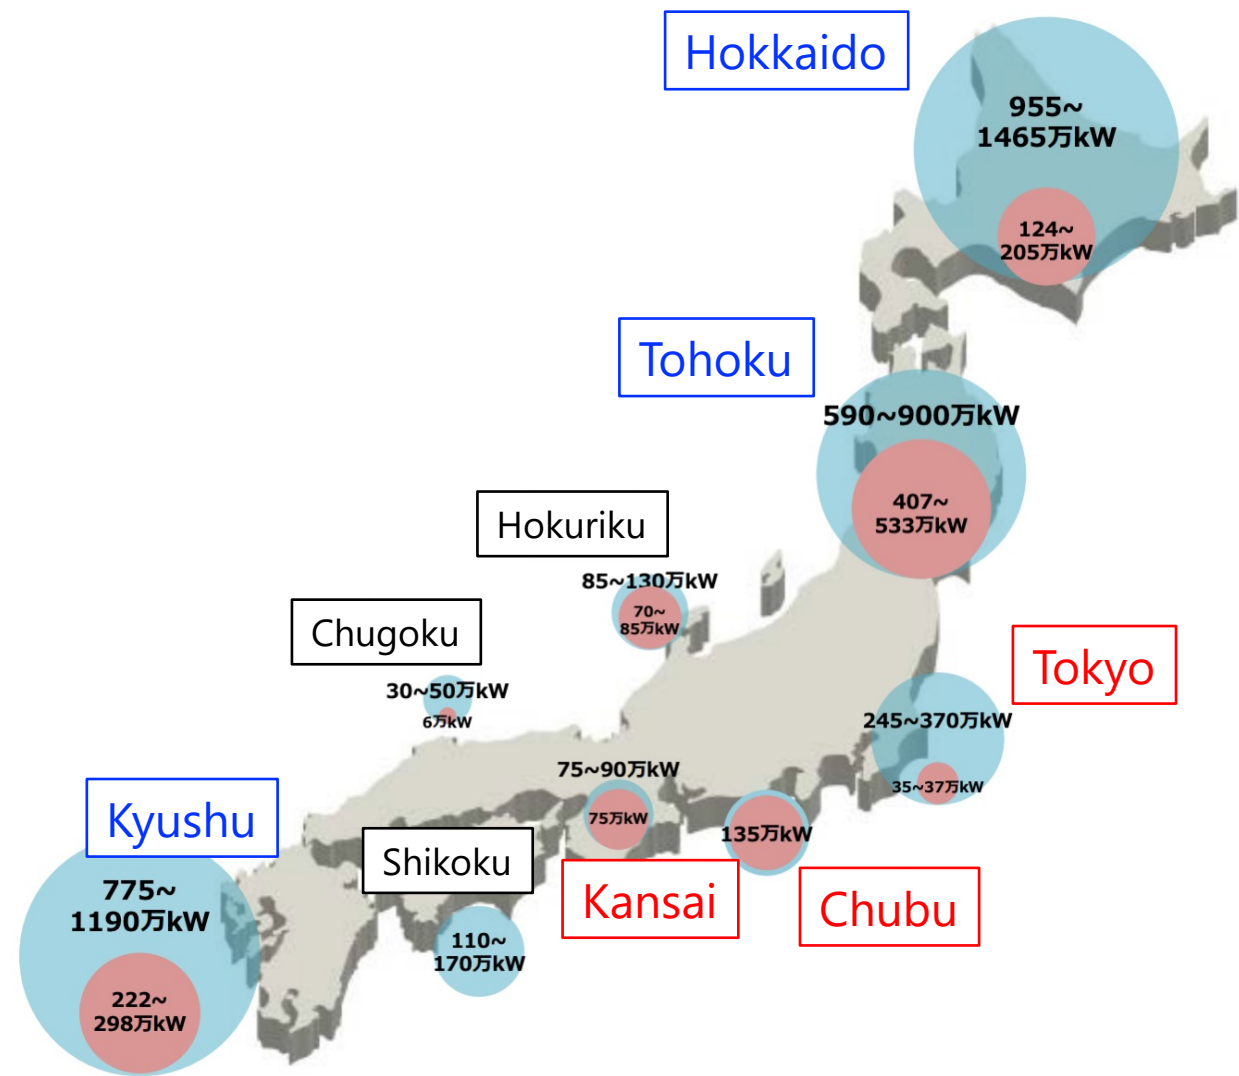 Hokkaido
955~
1465万kW
124~
205万kW
Tohoku
590~900万kW
407~
533万kW
Hokuriku
85~130万kW
70~
85万kW
Chugoku
30~50万kW
6万kW
Tokyo
245~370万kW
35~37万kW
75~90万kW
75万kW
Kansai
135万kW
Chubu
Shikoku
110~
170万kW
Kyushu
775~
1190万kW
222~
298万kW